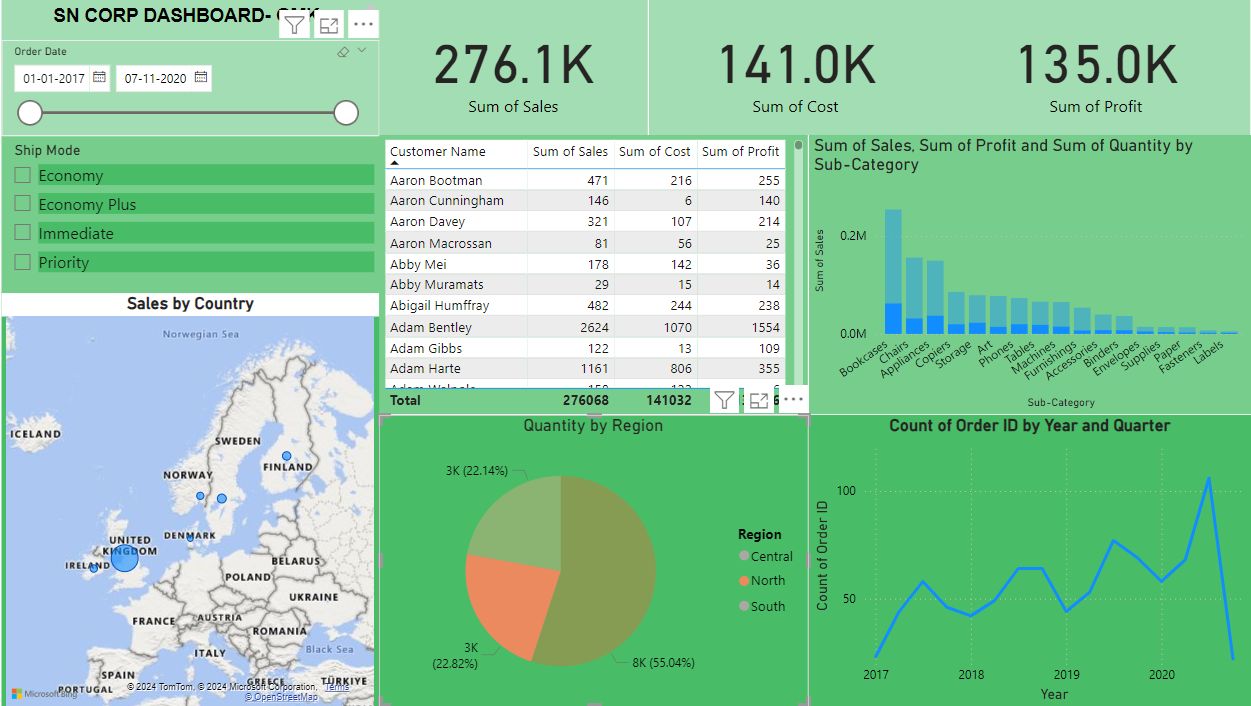 SN CORP DASHBOARD-
Order Date
01-01-2017
07-11-2020
276.1K
Sum of Sales
141.0K
Sum of Cost
135.0K
Sum of Profit
Ship Mode
Economy
Economy Plus
Immediate
Priority
Customer Name Sum of Sales Sum of Cost Sum of Profit
Aaron Bootman 471 216 255
Aaron Cunningham 146 6 140
Aaron Davey 321 107 214
Aaron Macrossan 81 56 25
Abby Mei 178 142 36
Abby Muramats 29 15 14
Abigail Humffray 482 244 238
Adam Bentley 2624 1070 1554
Adam Gibbs 122 13 109
Adam Harte 1161 806 355
Total 276068 141032
Sum of Sales, Sum of Profit and Sum of Quantity by
Sub-Category
Sum of Sales
0.2M
0.0M
Bookcases
Chairs
Appliances
Copiers
Storage
Art
Phones
Tables
Machines
Furnishings
Accessories
Binders
Envelopes
Supplies
Paper
Fasteners
Labels
Sub-Category
Sales by Country
Norwegian Sea
ICELAND
SWEDEN
FINLAND
NORWAY
DENMARK
UNITED
KINGDOM
IRELAND
BELARUS
POLAND
UKRAINE
FRANCE
AUSTRIA
ROMANIA
ITALY
Black Sea
SPAIN
GREECE
TÜRKIYE
PORTUGAL
Microsoft Bing
© 2024 TomTom, © 2024 Microsoft Corporation, Terms
© OpenStreetMap
Quantity by Region
3K (22.14%)
3K
(22.82%)
8K (55.04%)
Region
Central
North
South
Count of Order ID by Year and Quarter
Count of Order ID
100
50
2017
2018
2019
2020
Year